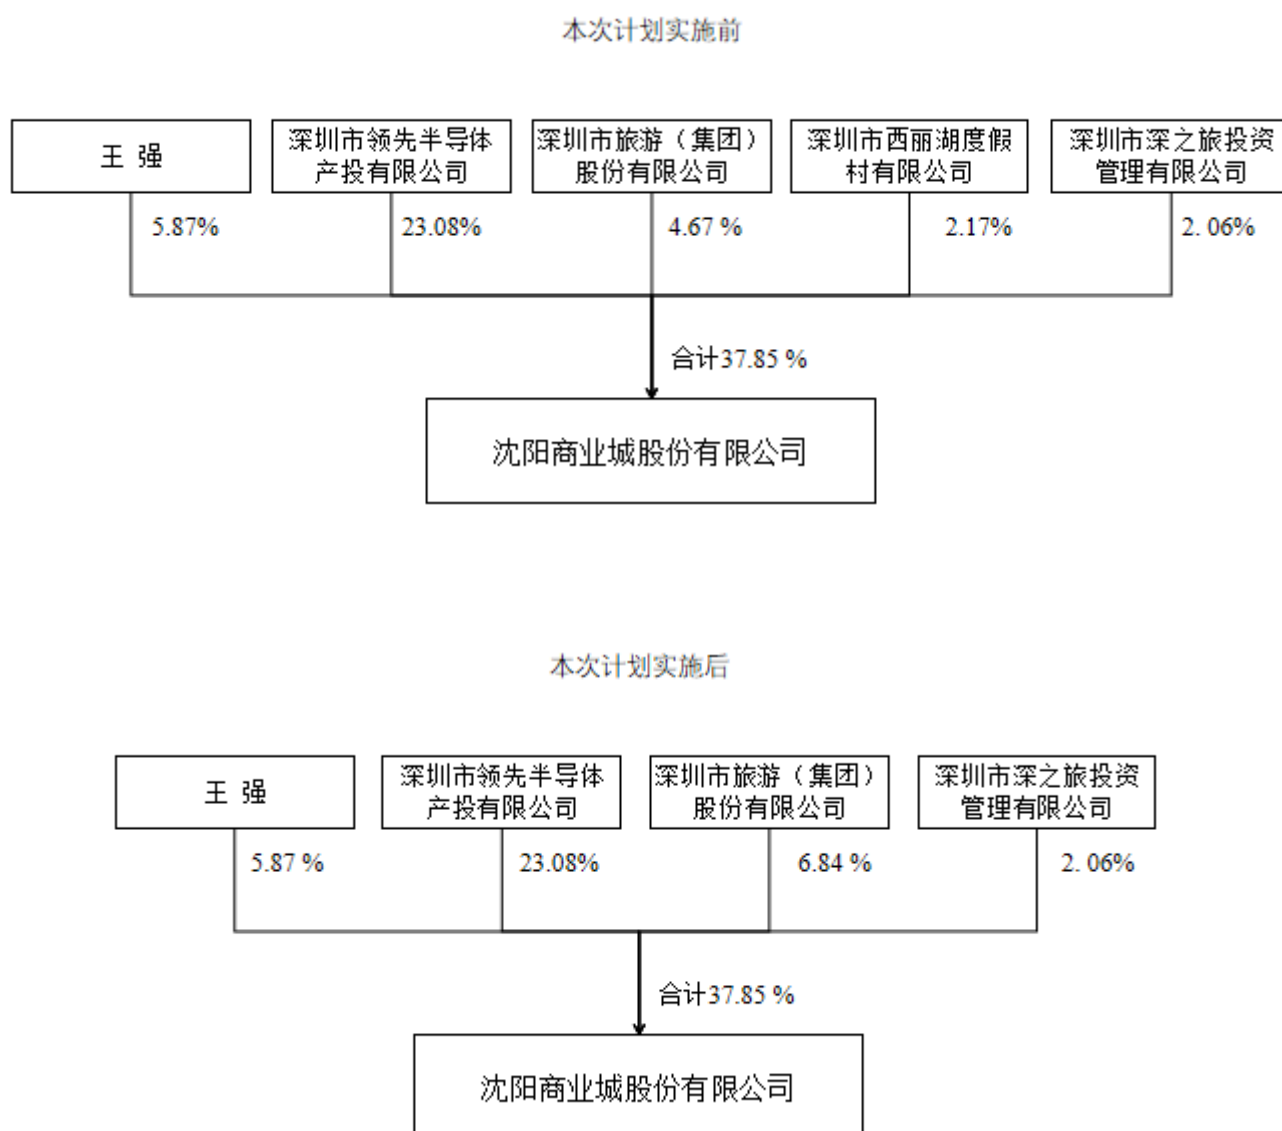 本次计划实施前
王 强
深圳市领先半导体
产投有限公司
深圳市旅游（集团）
股份有限公司
深圳市西丽湖度假
村有限公司
深圳市深之旅投资
管理有限公司
5.87%
23.08%
4.67 %
2.17%
2. 06%
合计37.85 %
沈阳商业城股份有限公司
本次计划实施后
王 强
深圳市领先半导体
产投有限公司
深圳市旅游（集团）
股份有限公司
深圳市深之旅投资
管理有限公司
5.87 %
23.08%
6.84 %
2. 06%
合计37.85 %
沈阳商业城股份有限公司